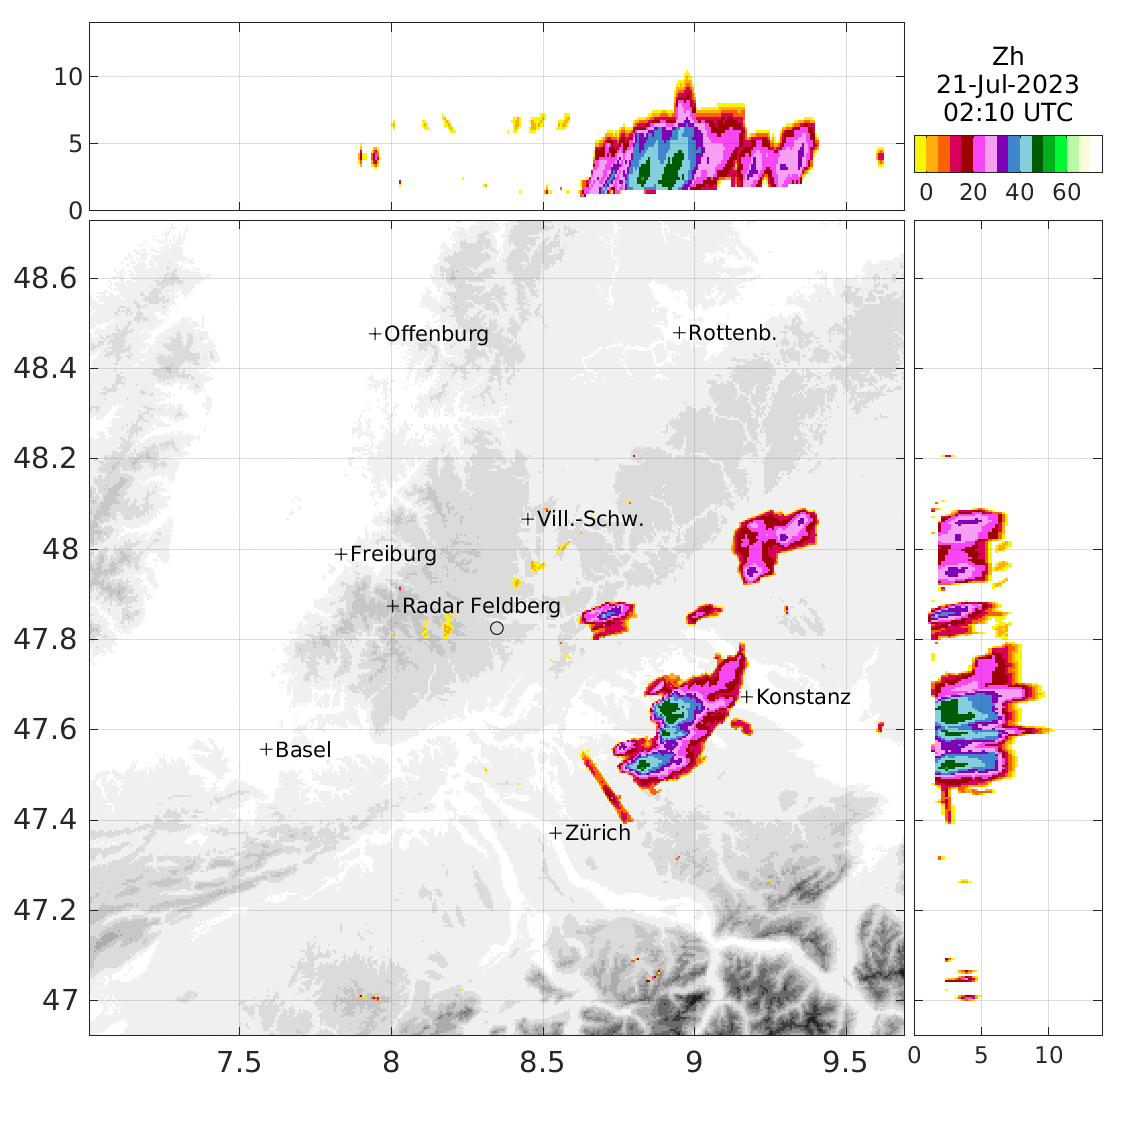 10
5
0
Zh
21-Jul-2023
02:10 UTC
0 20 40 60
48.6
48.4
48.2
48
47.8
47.6
47.4
47.2
47
+Offenburg
+Rottenb.
+Vill.-Schw.
+Freiburg
+Radar Feldberg
+Konstanz
+Basel
+Zürich
7.5 8 8.5 9 9.5
0 5 10